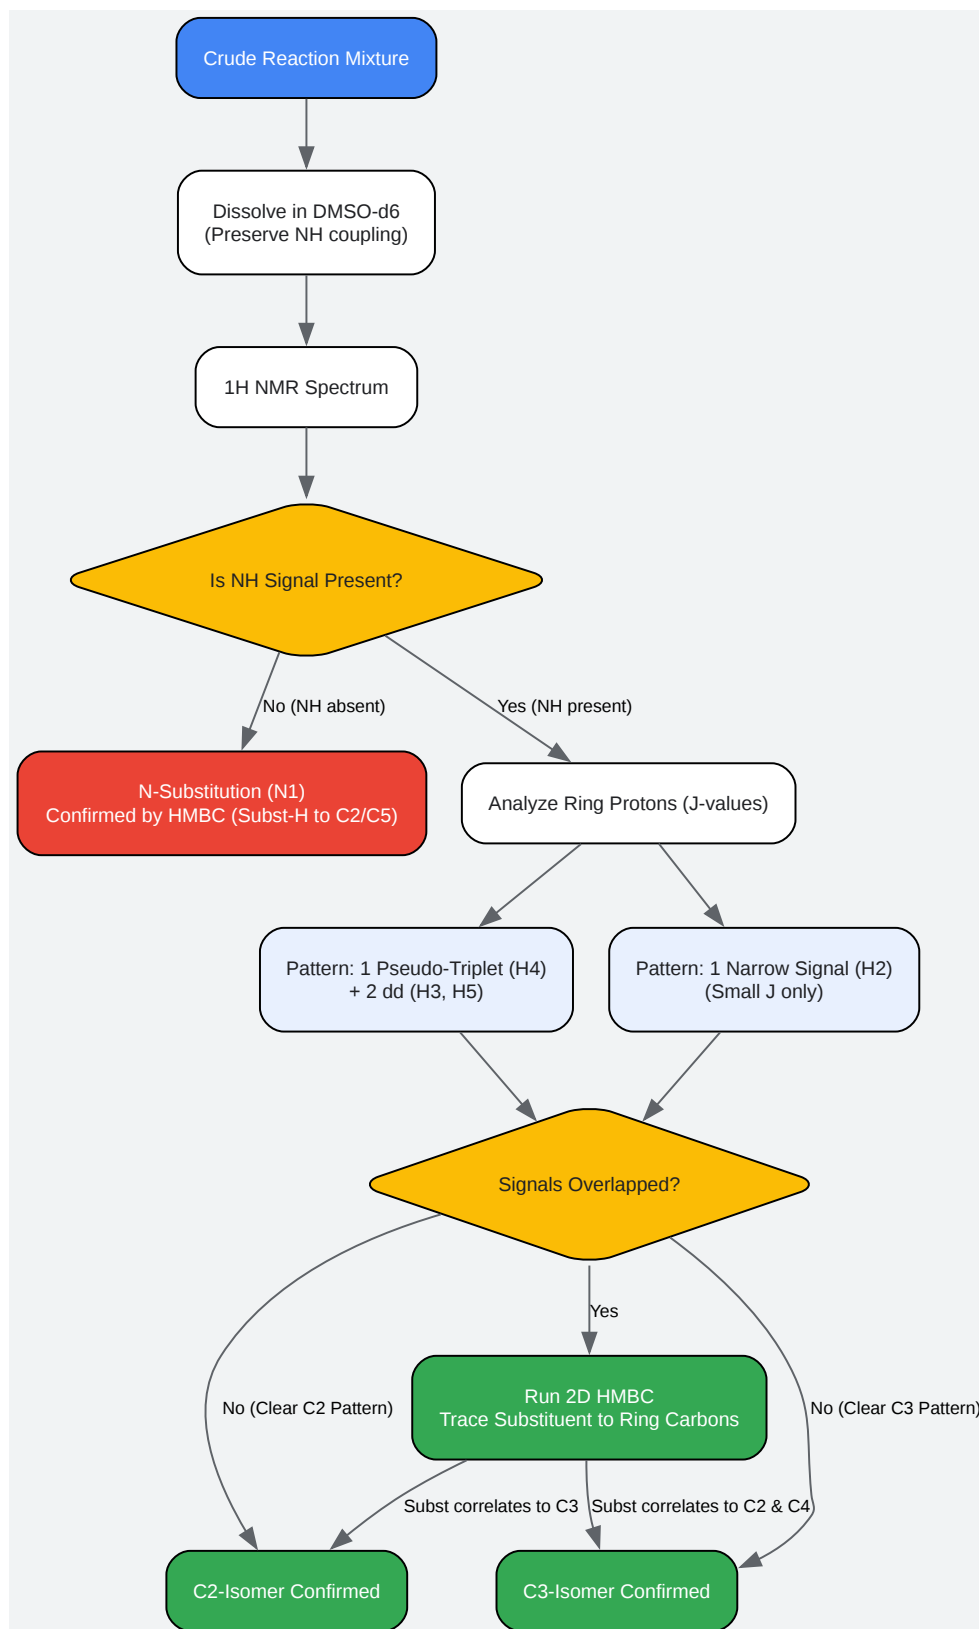 Crude Reaction Mixture
Dissolve in DMSO-d6
(Preserve NH coupling)
1H NMR Spectrum
Is NH Signal Present?
No (NH absent)
Yes (NH present)
N-Substitution (N1)
Confirmed by HMBC (Subst-H to C2/C5)
Analyze Ring Protons (J-values)
Pattern: 1 Pseudo-Triplet (H4)
+ 2 dd (H3, H5)
Pattern: 1 Narrow Signal (H2)
(Small J only)
Signals Overlapped?
Yes
Run 2D HMBC
Trace Substituent to Ring Carbons
No (Clear C2 Pattern)
No (Clear C3 Pattern)
Subst correlates to C3
Subst correlates to C2 & C4
C2-Isomer Confirmed
C3-Isomer Confirmed